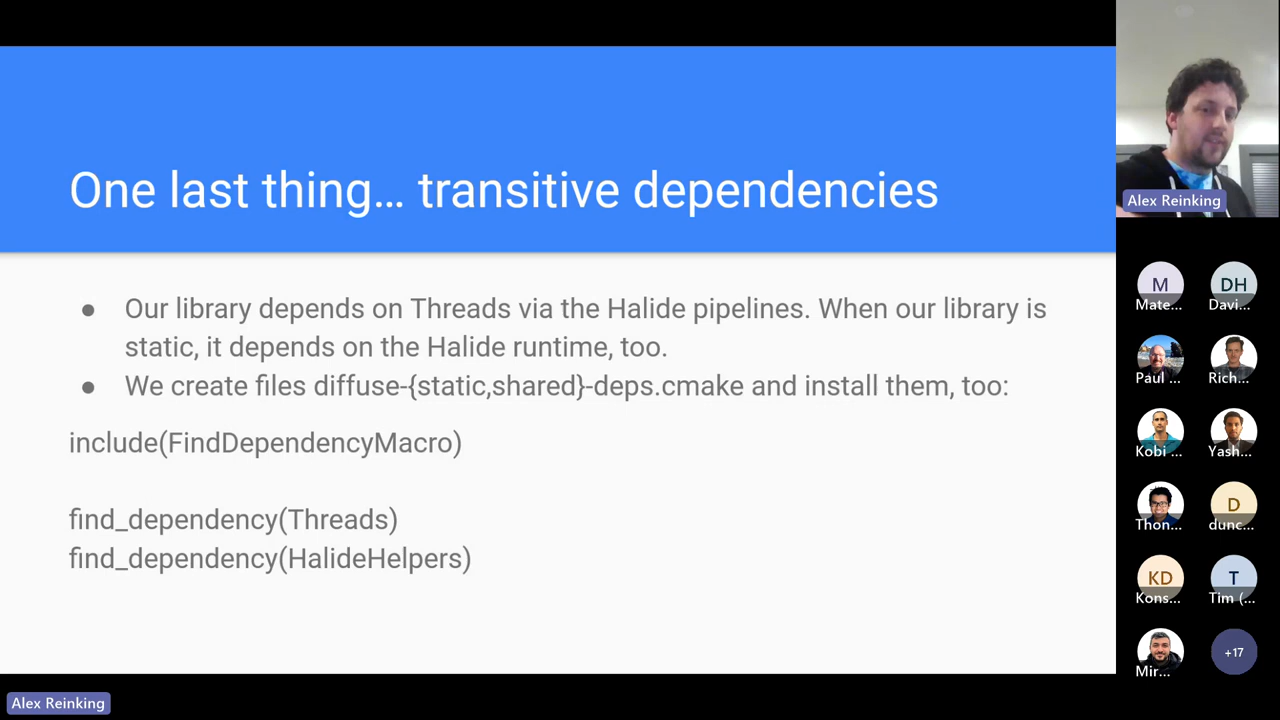 One last thing... transitive dependencies
● Our library depends on Threads via the Halide pipelines. When our library is
static, it depends on the Halide runtime, too.
● We create files diffuse-{static,shared}-deps.cmake and install them, too:
include(FindDependencyMacro)
find_dependency(Threads)
find_dependency(HalideHelpers)
Alex Reinking
M
DH
Mate...
Davi...
Paul ...
Rich...
Kobi ...
Yash...
D
Thon...
dunc...
KD
T
Kons...
Tim (...
Mir...
+17
Alex Reinking